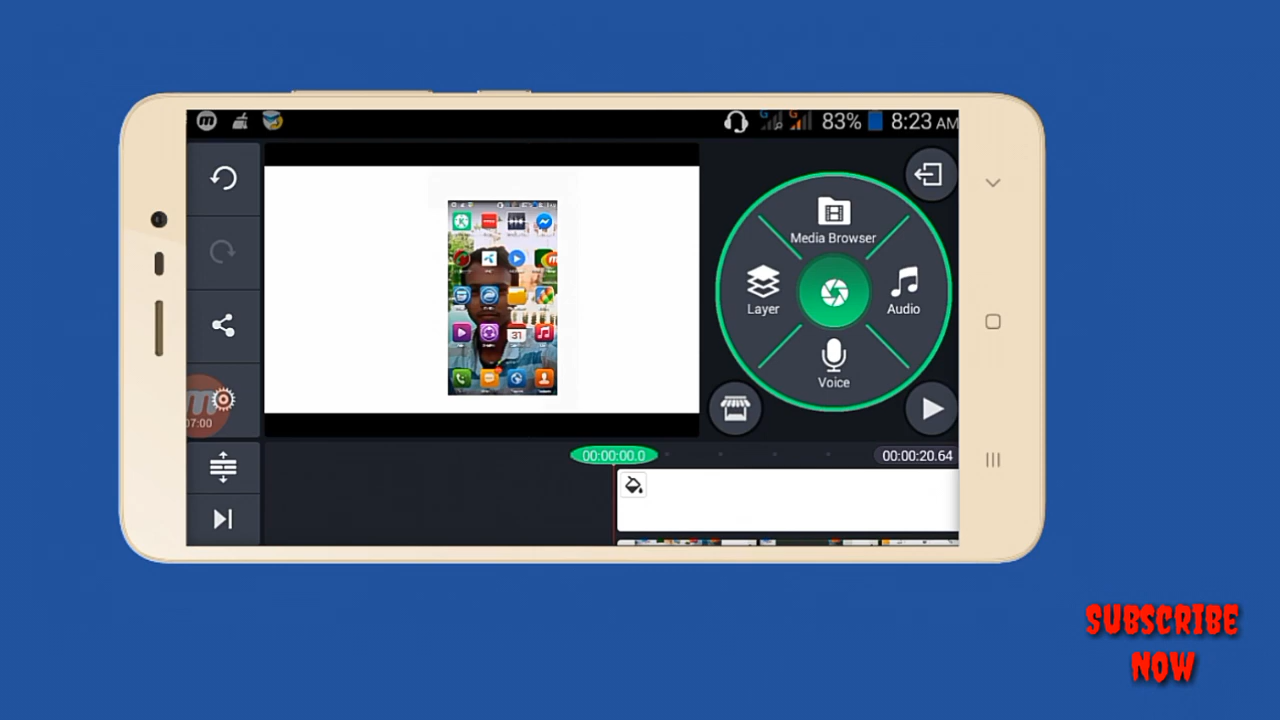 83% 8:23 AM
Media Browser
Layer
Audio
Voice
07:00
00:00:00.0
00:00:20.64
31
SUBSCRIBE
NOW